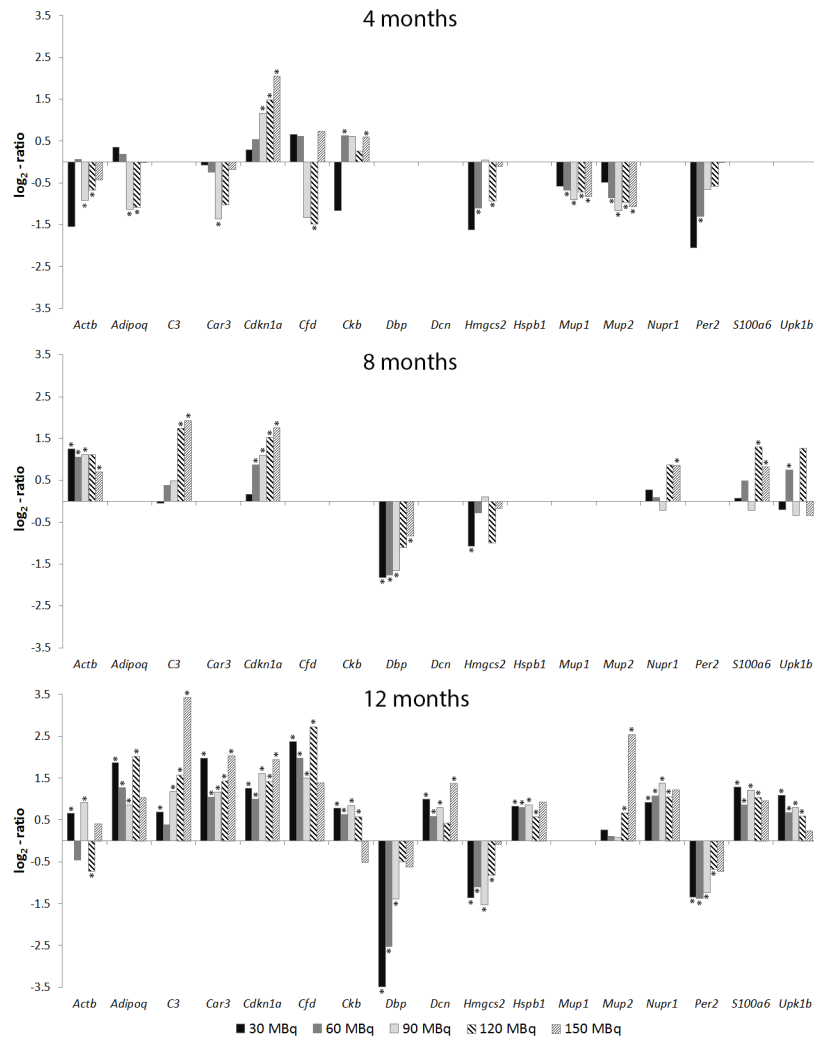 4 months
3.5
2.5
1.5
0.5
-0.5
-1.5
-2.5
-3.5
log2 - ratio
Actb Adipoq C3 Car3 Cdkn1a Cfd Ckb Dbp Dcn Hmgcs2 Hspb1 Mup1 Mup2 Nupr1 Per2 S100a6 Upk1b
8 months
3.5
2.5
1.5
0.5
-0.5
-1.5
-2.5
-3.5
log2 - ratio
Actb Adipoq C3 Car3 Cdkn1a Cfd Ckb Dbp Dcn Hmgcs2 Hspb1 Mup1 Mup2 Nupr1 Per2 S100a6 Upk1b
12 months
3.5
2.5
1.5
0.5
-0.5
-1.5
-2.5
-3.5
log2 - ratio
Actb Adipoq C3 Car3 Cdkn1a Cfd Ckb Dbp Dcn Hmgcs2 Hspb1 Mup1 Mup2 Nupr1 Per2 S100a6 Upk1b
30 MBq 60 MBq 90 MBq 120 MBq 150 MBq